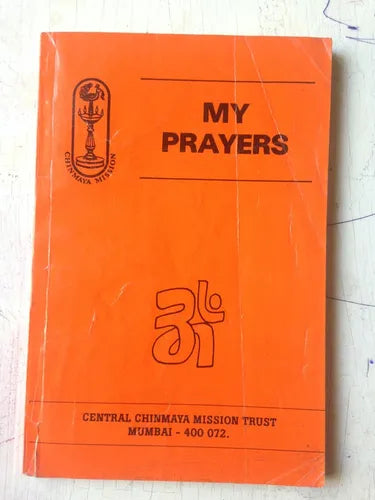 CHINMAYA MISSION
MY
PRAYERS
ॐ
CENTRAL CHINMAYA MISSION TRUST
MUMBAI - 400 072.